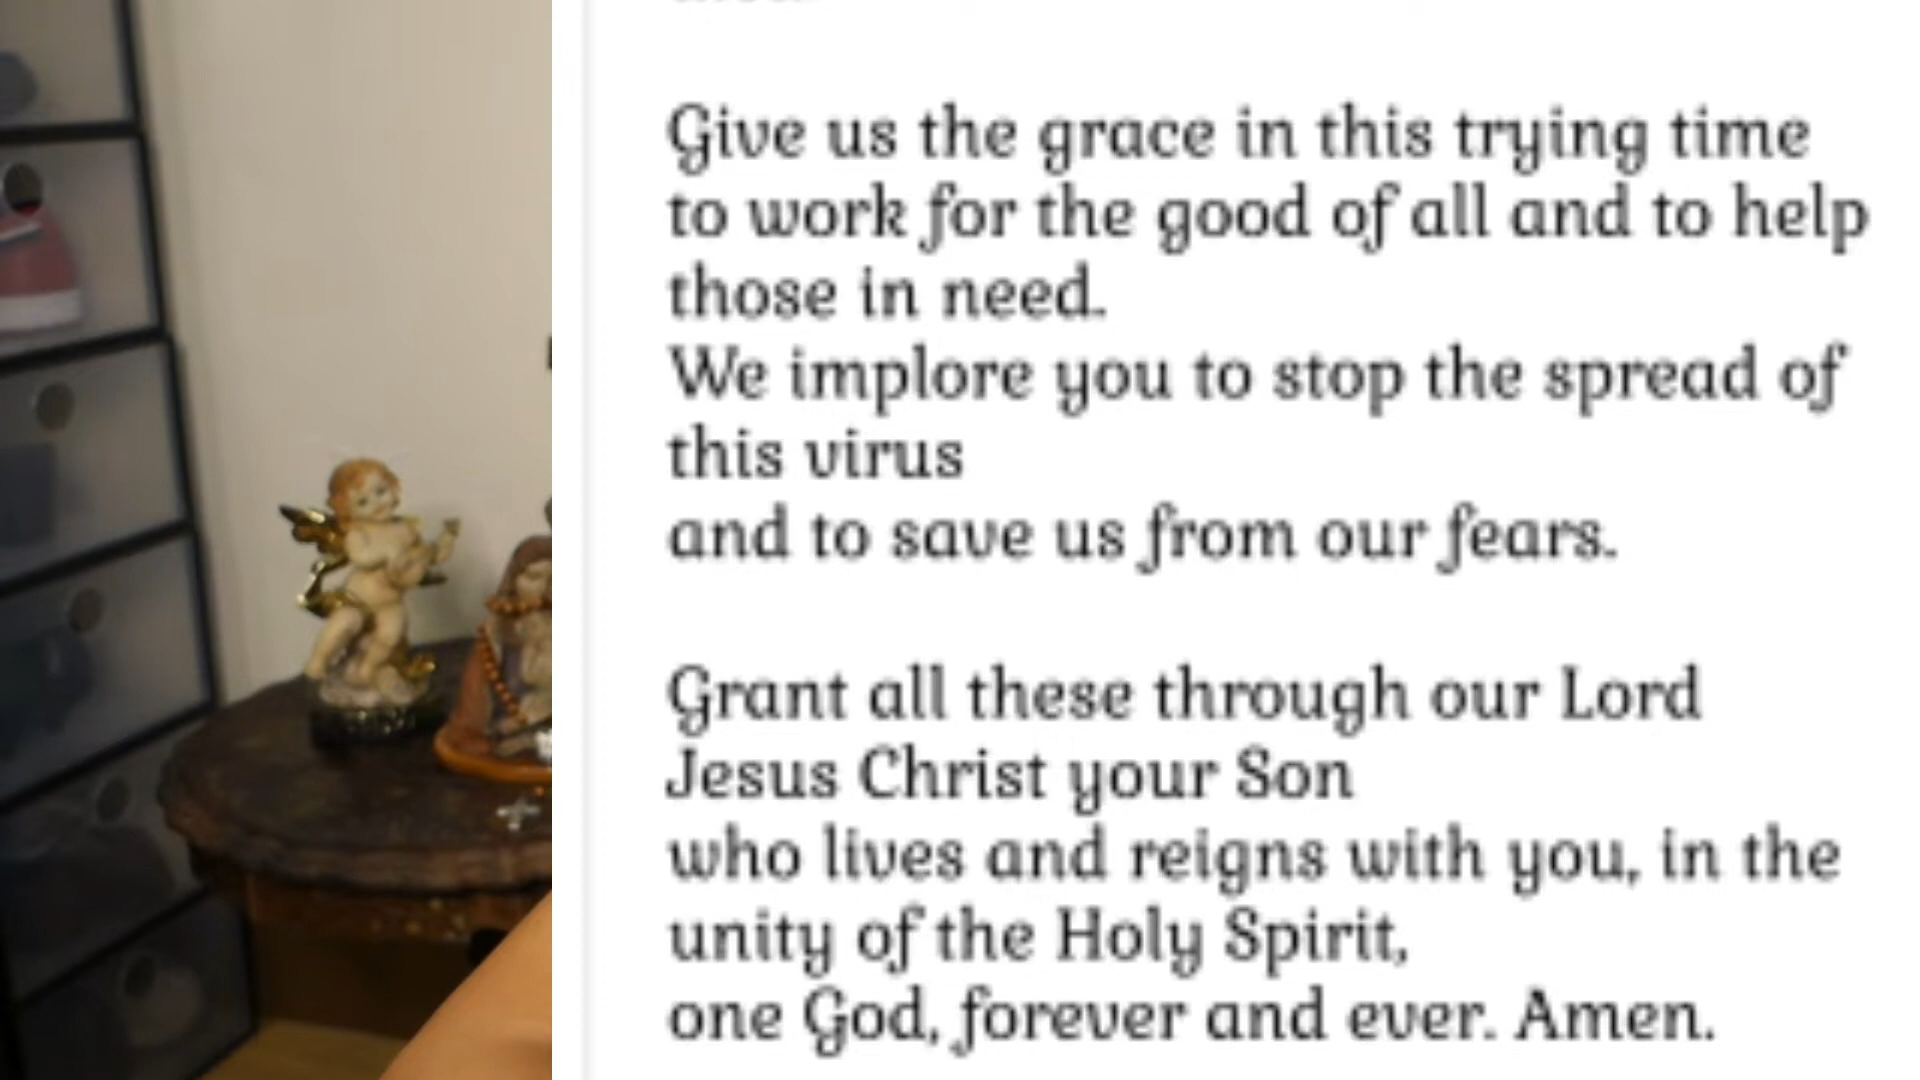 Give us the grace in this trying time
to work for the good of all and to help
those in need.
We implore you to stop the spread of
this virus
and to save us from our fears.
Grant all these through our Lord
Jesus Christ your Son
who lives and reigns with you, in the
unity of the Holy Spirit,
one God, forever and ever. Amen.